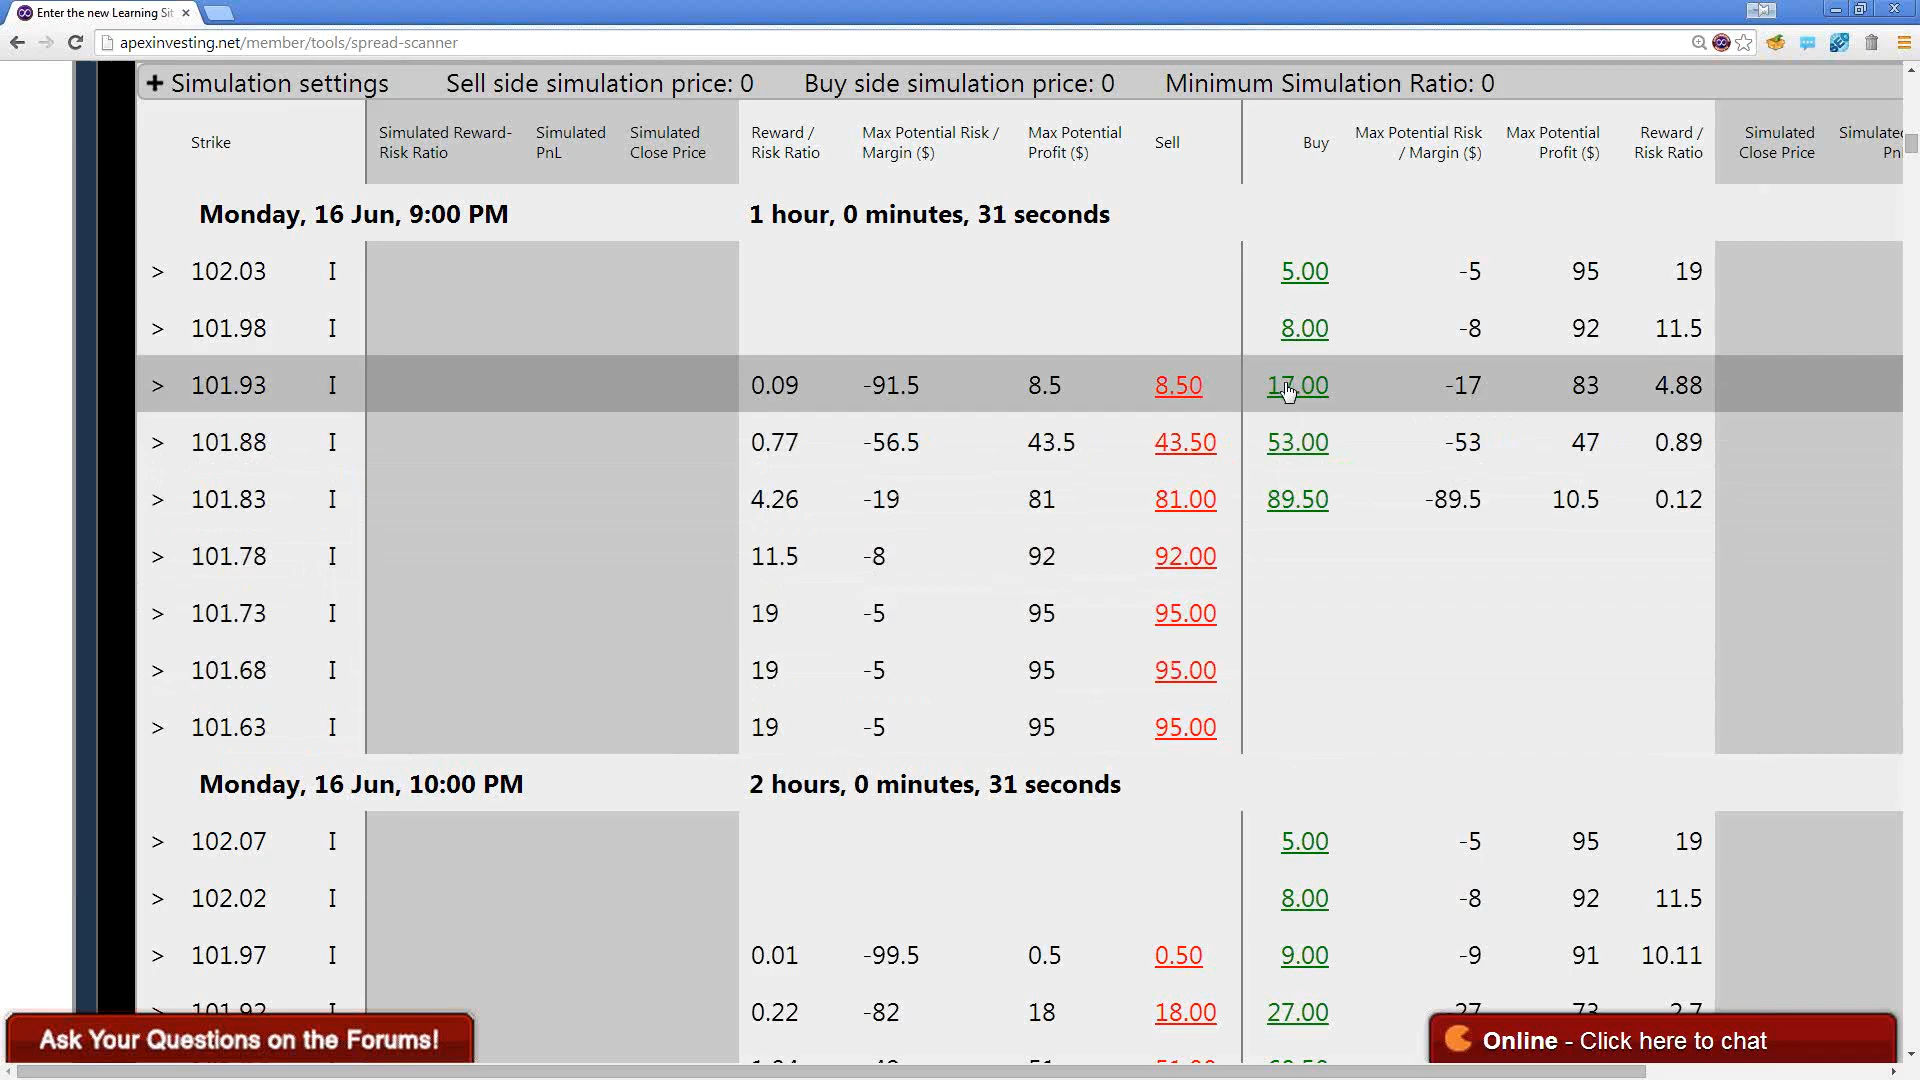 Enter the new Learning Sit
apexinvesting.net/member/tools/spread-scanner
+ Simulation settings Sell side simulation price: 0 Buy side simulation price: 0 Minimum Simulation Ratio: 0
Strike Simulated Reward-Risk Ratio Simulated PnL Simulated Close Price Reward / Risk Ratio Max Potential Risk / Margin ($) Max Potential Profit ($) Sell Buy Max Potential Risk / Margin ($) Max Potential Profit ($) Reward / Risk Ratio Simulated Close Price Simulated Pn
Monday, 16 Jun, 9:00 PM 1 hour, 0 minutes, 31 seconds
> 102.03 I 5.00 -5 95 19
> 101.98 I 8.00 -8 92 11.5
> 101.93 I 0.09 -91.5 8.5 8.50 17.00 -17 83 4.88
> 101.88 I 0.77 -56.5 43.5 43.50 53.00 -53 47 0.89
> 101.83 I 4.26 -19 81 81.00 89.50 -89.5 10.5 0.12
> 101.78 I 11.5 -8 92 92.00
> 101.73 I 19 -5 95 95.00
> 101.68 I 19 -5 95 95.00
> 101.63 I 19 -5 95 95.00
Monday, 16 Jun, 10:00 PM 2 hours, 0 minutes, 31 seconds
> 102.07 I 5.00 -5 95 19
> 102.02 I 8.00 -8 92 11.5
> 101.97 I 0.01 -99.5 0.5 0.50 9.00 -9 91 10.11
> 101.92 I 0.22 -82 18 18.00 27.00 -27 73 2.7
Ask Your Questions on the Forums!
Online - Click here to chat